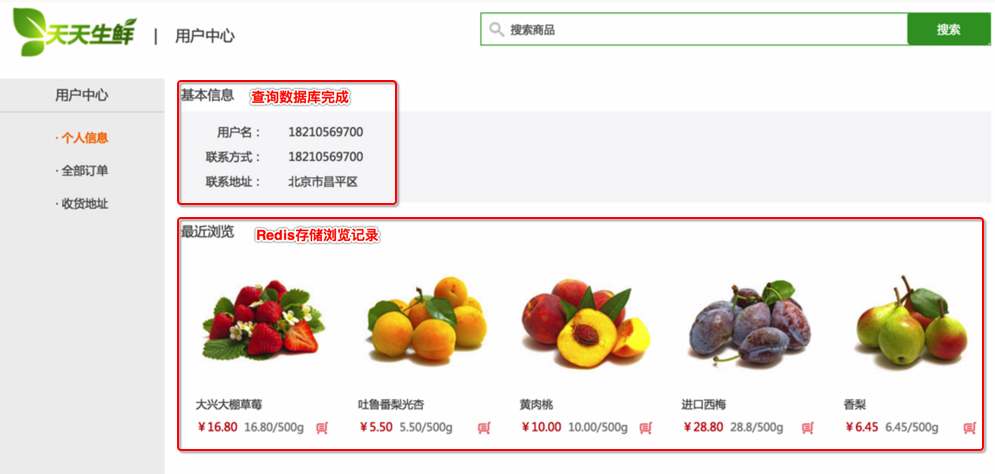 天天生鲜 | 用户中心
搜索商品 搜索
用户中心
· 个人信息
· 全部订单
· 收货地址
基本信息 查询数据库完成
用户名： 18210569700
联系方式： 18210569700
联系地址： 北京市昌平区
最近浏览 Redis存储浏览记录
大兴大棚草莓
￥16.80 16.80/500g
吐鲁番梨光杏
￥5.50 5.50/500g
黄肉桃
￥10.00 10.00/500g
进口西梅
￥28.80 28.8/500g
香梨
￥6.45 6.45/500g